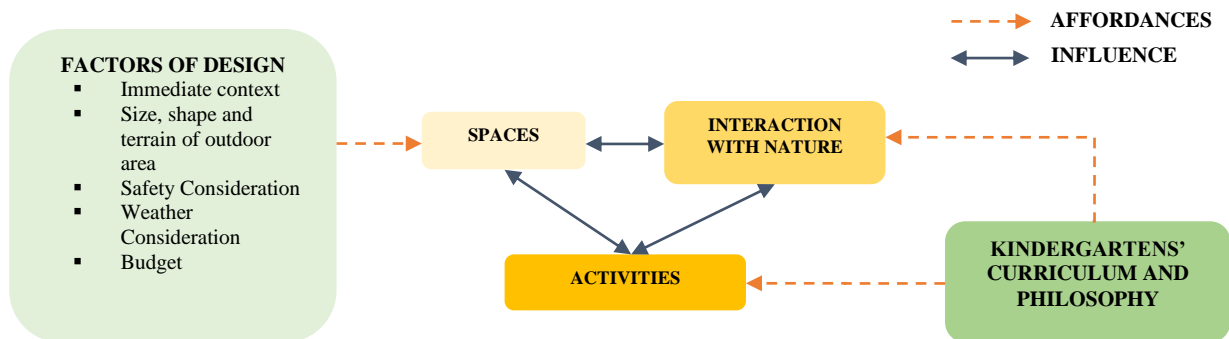 AFFORDANCES
INFLUENCE
FACTORS OF DESIGN
▪ Immediate context
▪ Size, shape and
terrain of outdoor
area
▪ Safety Consideration
▪ Weather
Consideration
▪ Budget
SPACES
INTERACTION
WITH NATURE
ACTIVITIES
KINDERGARTENS’
CURRICULUM AND
PHILOSOPHY